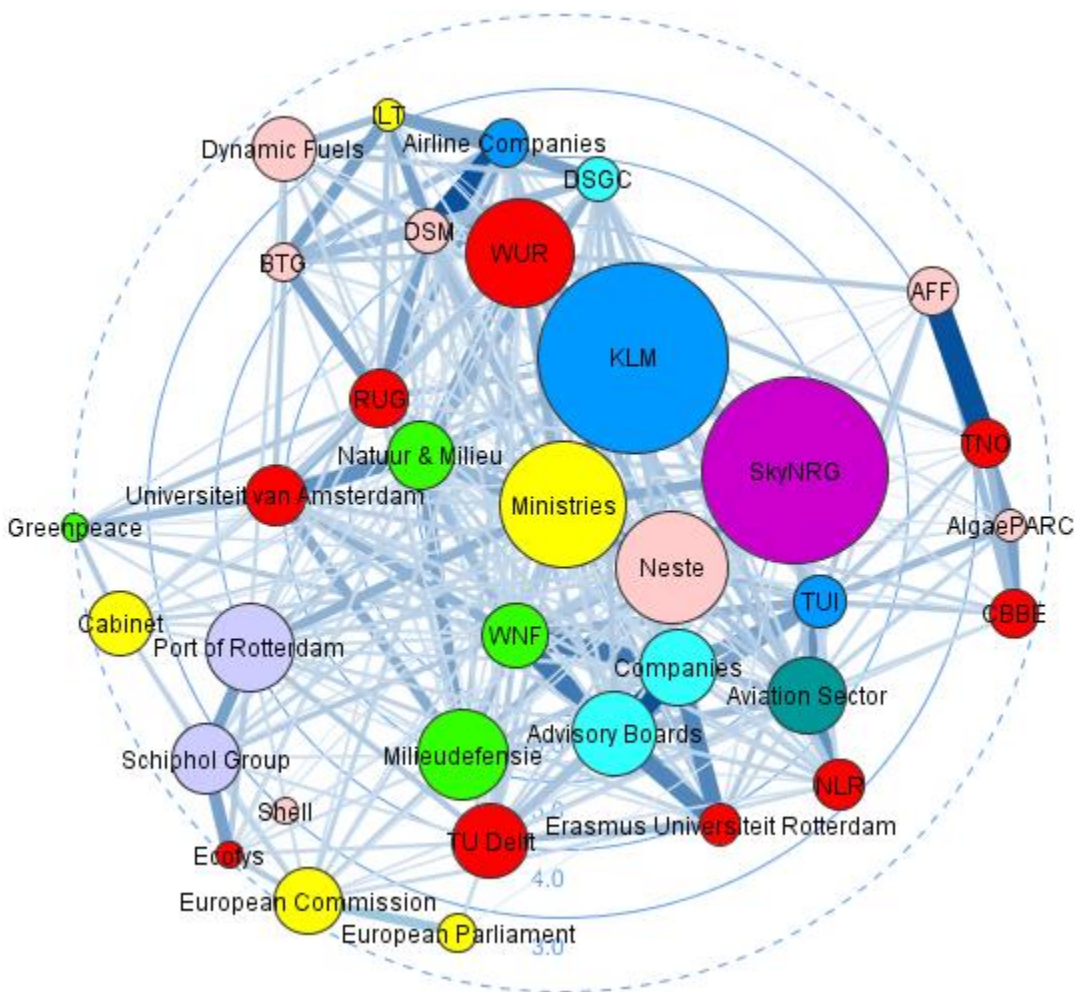 ILT
Airline Companies
Dynamic Fuels
DSGC
DSM
WUR
BTG
AFF
KLM
RUG
TNO
Natuur & Milieu
SkyNRG
Universiteit van Amsterdam
Ministries
Greenpeace
AlgaePARC
Neste
TUI
CBBE
Cabinet
WNF
Port of Rotterdam
Companies
Aviation Sector
Advisory Boards
Milieudefensie
Schiphol Group
NLR
Shell
Erasmus Universiteit Rotterdam
TU Delft
Ecofys
4.0
European Commission
European Parliament
3.0